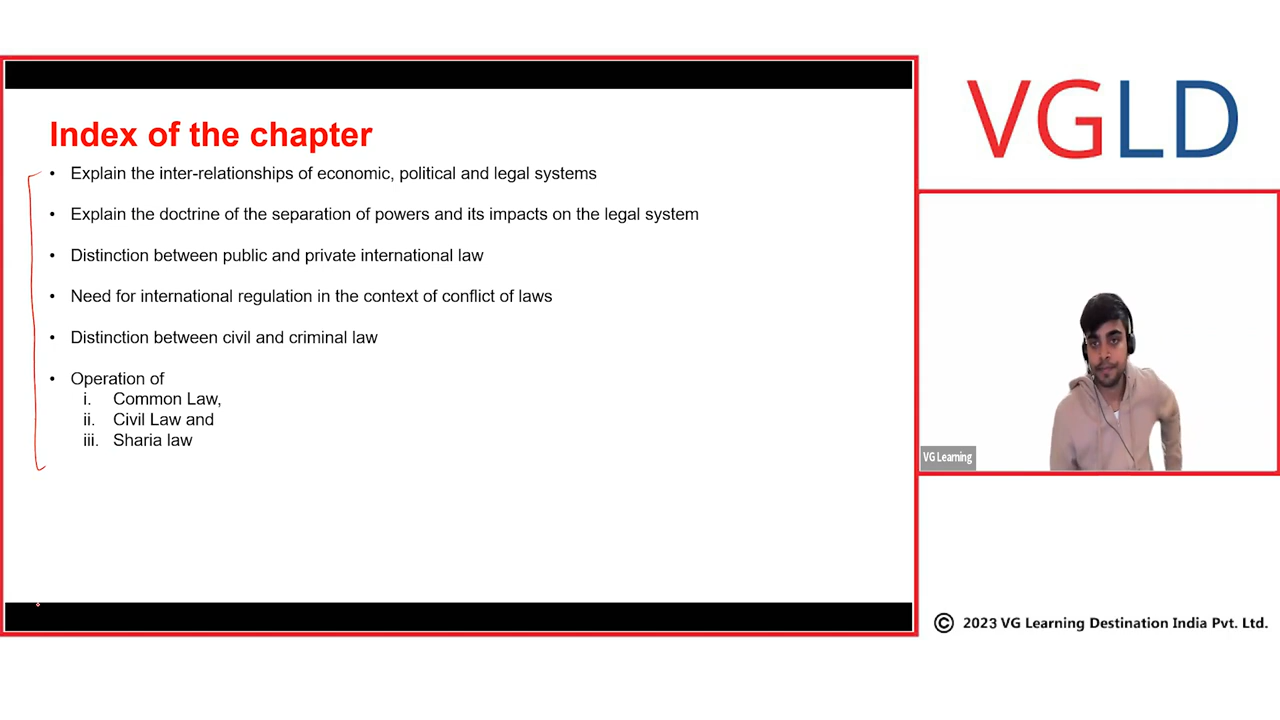 Index of the chapter
• Explain the inter-relationships of economic, political and legal systems
• Explain the doctrine of the separation of powers and its impacts on the legal system
• Distinction between public and private international law
• Need for international regulation in the context of conflict of laws
• Distinction between civil and criminal law
• Operation of
i. Common Law,
ii. Civil Law and
iii. Sharia law
VGLD
VG Learning
© 2023 VG Learning Destination India Pvt. Ltd.